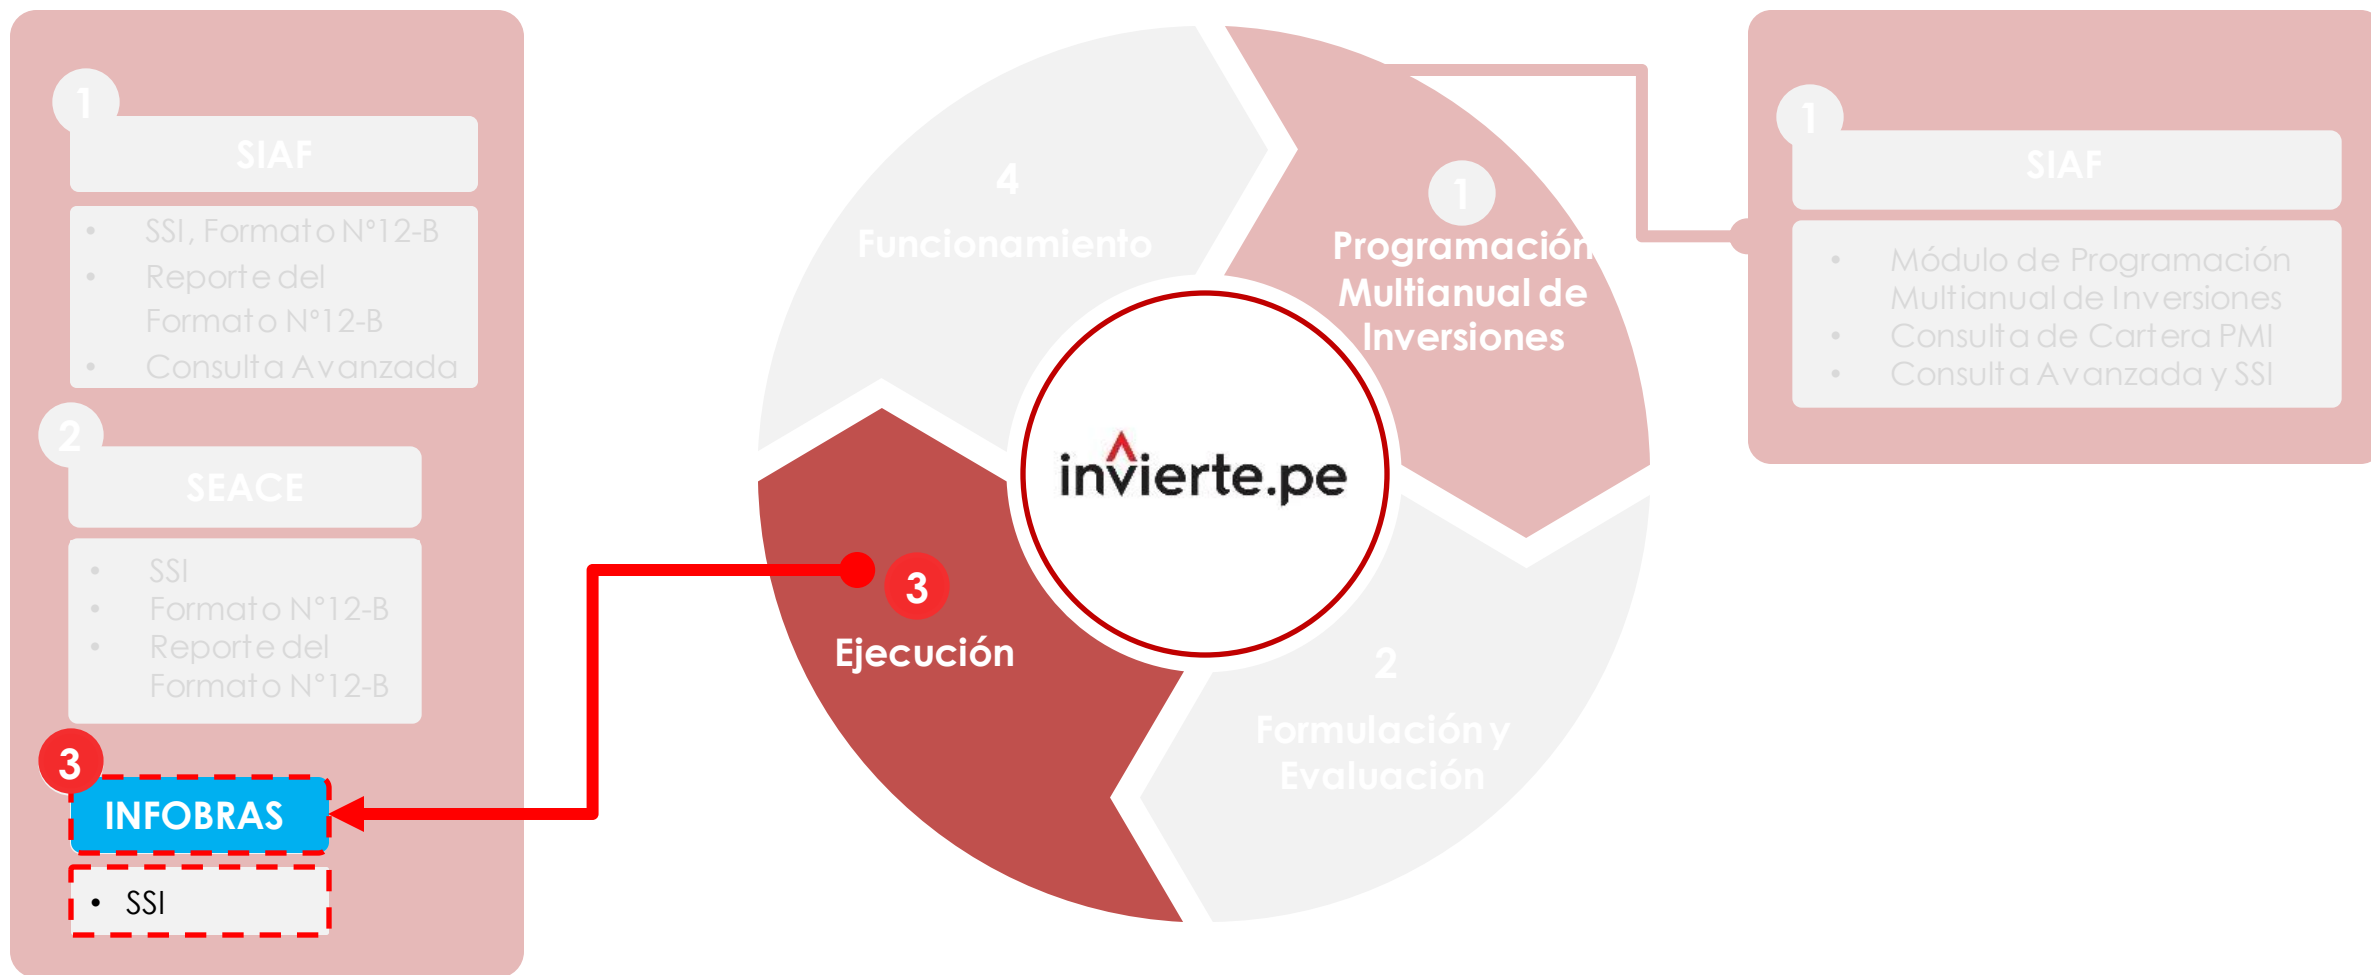 1
SIAF
• SSI, Formato N°12-B
• Reporte del
Formato N°12-B
• Consulta Avanzada
2
SEACE
• SSI
• Formato N°12-B
• Reporte del
Formato N°12-B
3
INFOBRAS
• SSI
4
Funcionamiento
1
Programación
Multianual de
Inversiones
invierte.pe
3
Ejecución
2
Formulación y
Evaluación
1
SIAF
• Módulo de Programación
Multianual de Inversiones
• Consulta de Cartera PMI
• Consulta Avanzada y SSI